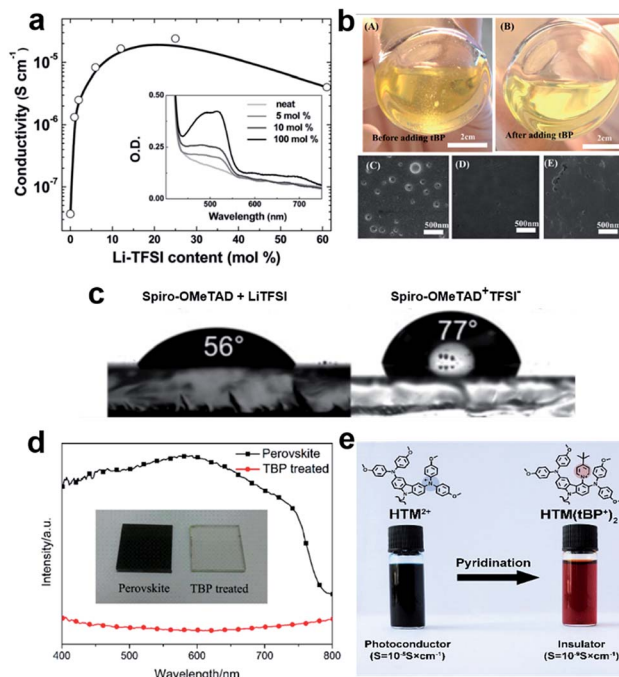 a
Conductivity (S cm⁻¹)
10⁻⁵
10⁻⁶
10⁻⁷
0.50
0.25
0.00
O.D.
neat
5 mol %
10 mol %
100 mol %
500
600
700
Wavelength (nm)
0
10
20
30
40
50
60
Li-TFSI content (mol %)
b
(A)
Before adding tBP
2cm
(B)
After adding tBP
2cm
(C)
500nm
(D)
500nm
(E)
500nm
c
Spiro-OMeTAD + LiTFSI
56°
Spiro-OMeTAD⁺TFSI⁻
77°
d
Intensity/a.u.
Perovskite
TBP treated
Perovskite
TBP treated
400
500
600
700
800
Wavelength/nm
e
HTM²⁺
HTM(tBP⁺)₂
Pyridination
Photoconductor
(S=10⁻⁵S×cm⁻¹)
Insulator
(S=10⁻⁹S×cm⁻¹)